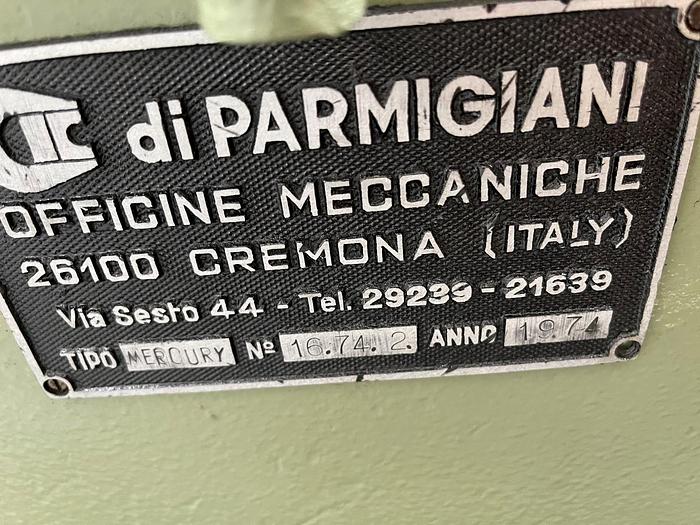 di PARMIGIANI
OFFICINE MECCANICHE
26100 CREMONA (ITALY)
Via Sesto 44 - Tel. 29239 - 21639
TIPO MERCURY Nº 16.74.2. ANNO 1974